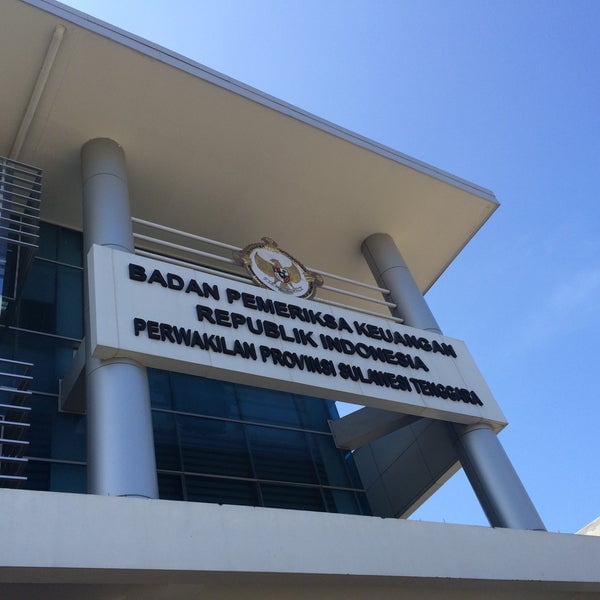 BADAN PEMERIKSA KEUANGAN
REPUBLIK INDONESIA
PERWAKILAN PROVINSI SULAWESI TENGGARA